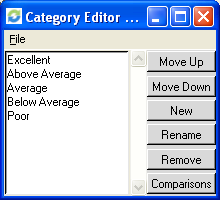 Category Editor ...
File
Excellent
Above Average
Average
Below Average
Poor
Move Up
Move Down
New
Rename
Remove
Comparisons